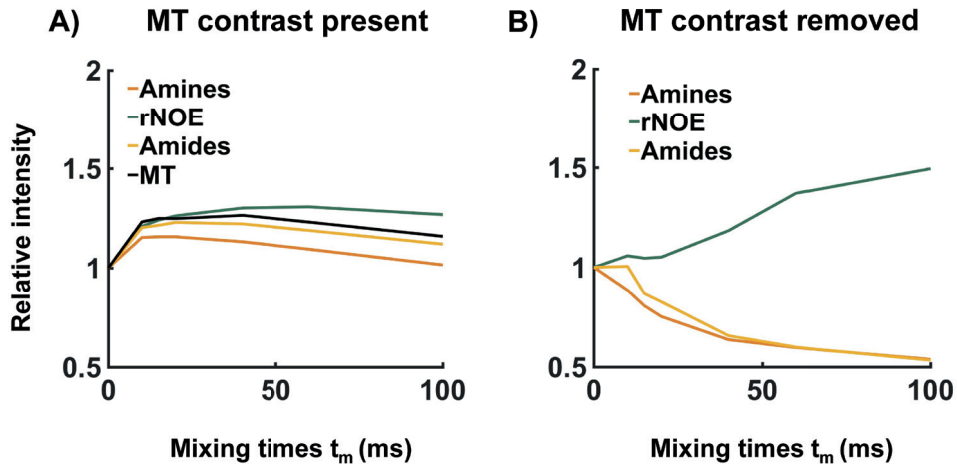 A) MT contrast present
Relative intensity
2
1.5
1
0.5
Amines
rNOE
Amides
MT
0 50 100
Mixing times tm (ms)
B) MT contrast removed
2
1.5
1
0.5
Amines
rNOE
Amides
0 50 100
Mixing times tm (ms)